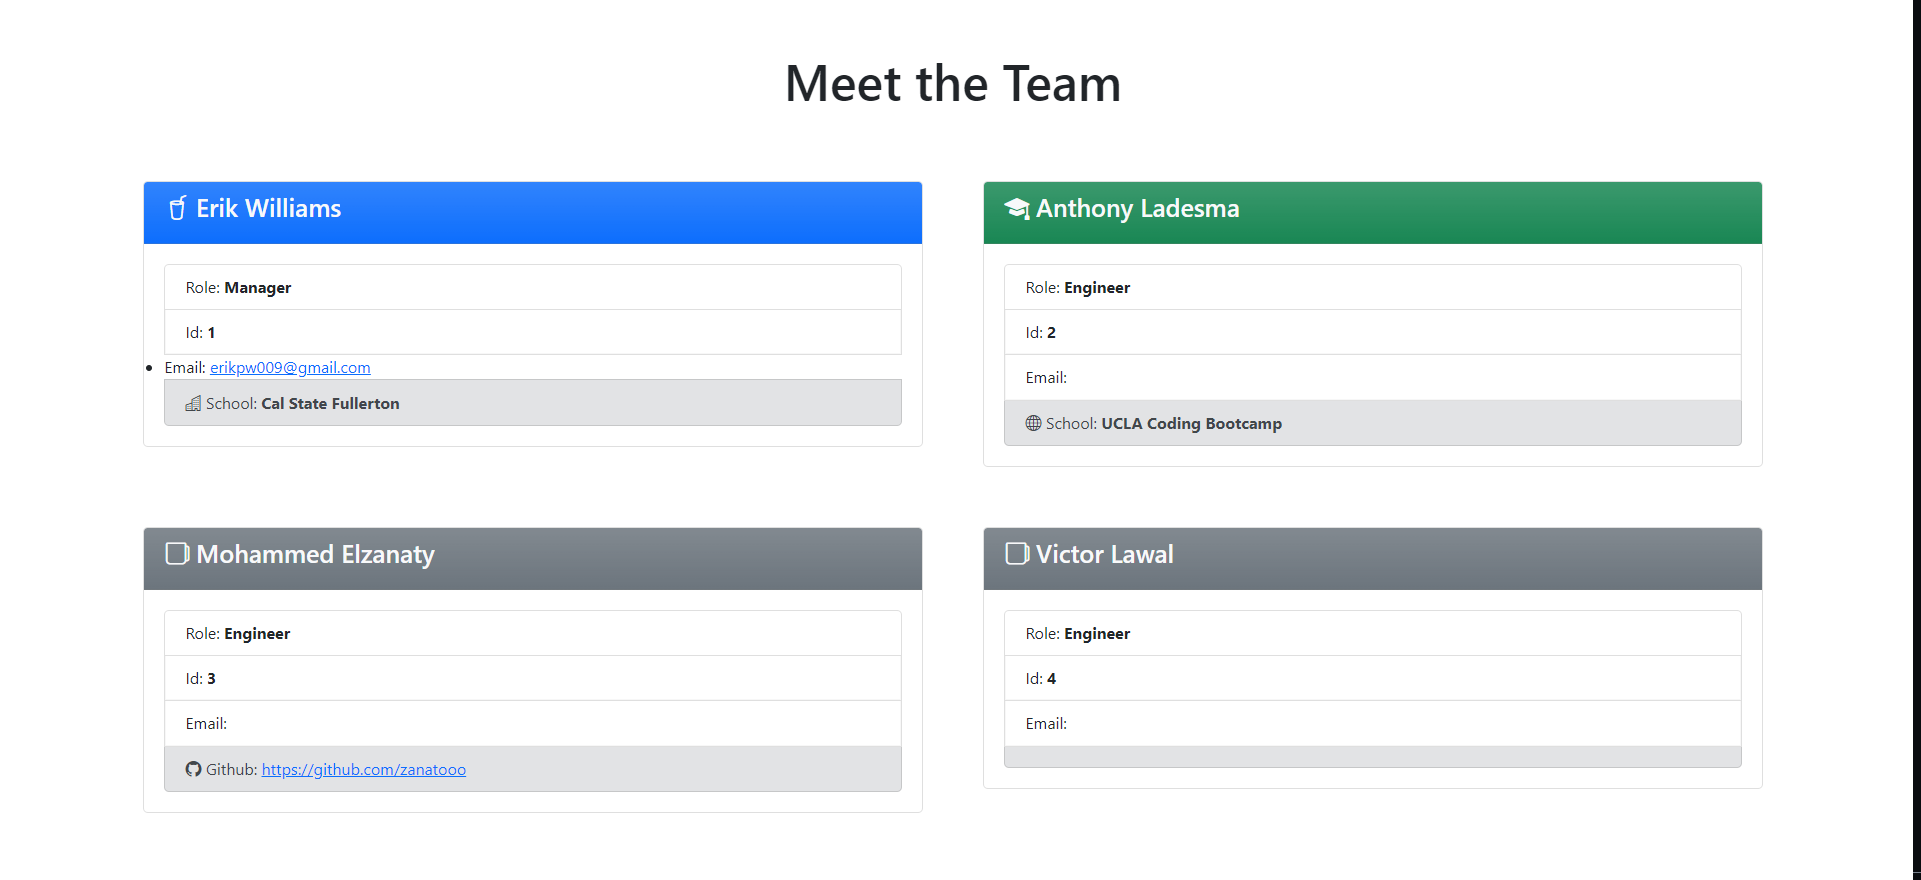 Meet the Team
Erik Williams
Role: Manager
Id: 1
Email: erikpw009@gmail.com
School: Cal State Fullerton
Anthony Ladesma
Role: Engineer
Id: 2
Email:
School: UCLA Coding Bootcamp
Mohammed Elzanaty
Role: Engineer
Id: 3
Email:
Github: https://github.com/zanatooo
Victor Lawal
Role: Engineer
Id: 4
Email: